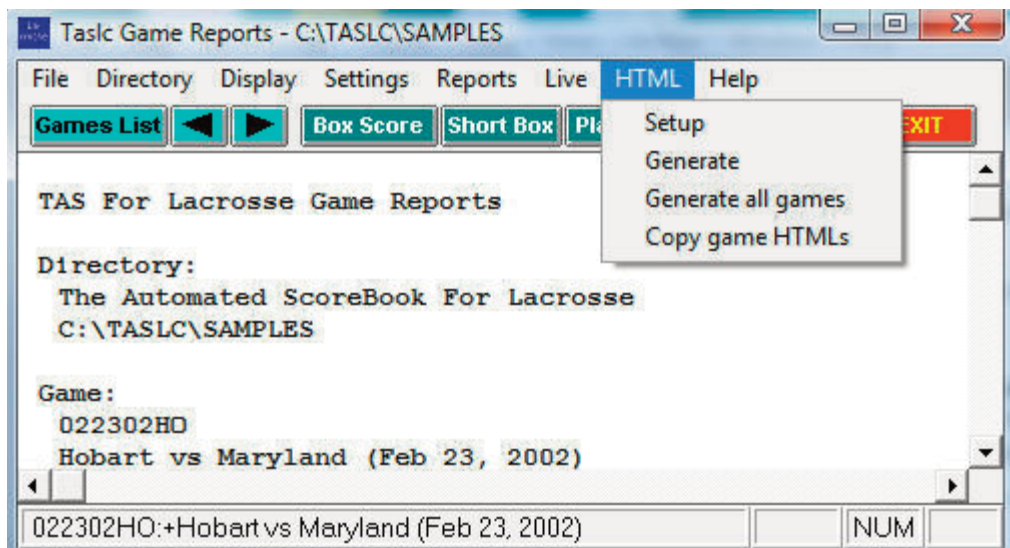 Taslc Game Reports - C:\TASLC\SAMPLES
File Directory Display Settings Reports Live HTML Help
Games List Box Score Short Box EXIT
Setup
Generate
Generate all games
Copy game HTMLs
TAS For Lacrosse Game Reports
Directory:
The Automated ScoreBook For Lacrosse
C:\TASLC\SAMPLES
Game:
022302HO
Hobart vs Maryland (Feb 23, 2002)
022302HO:+Hobart vs Maryland (Feb 23, 2002) NUM